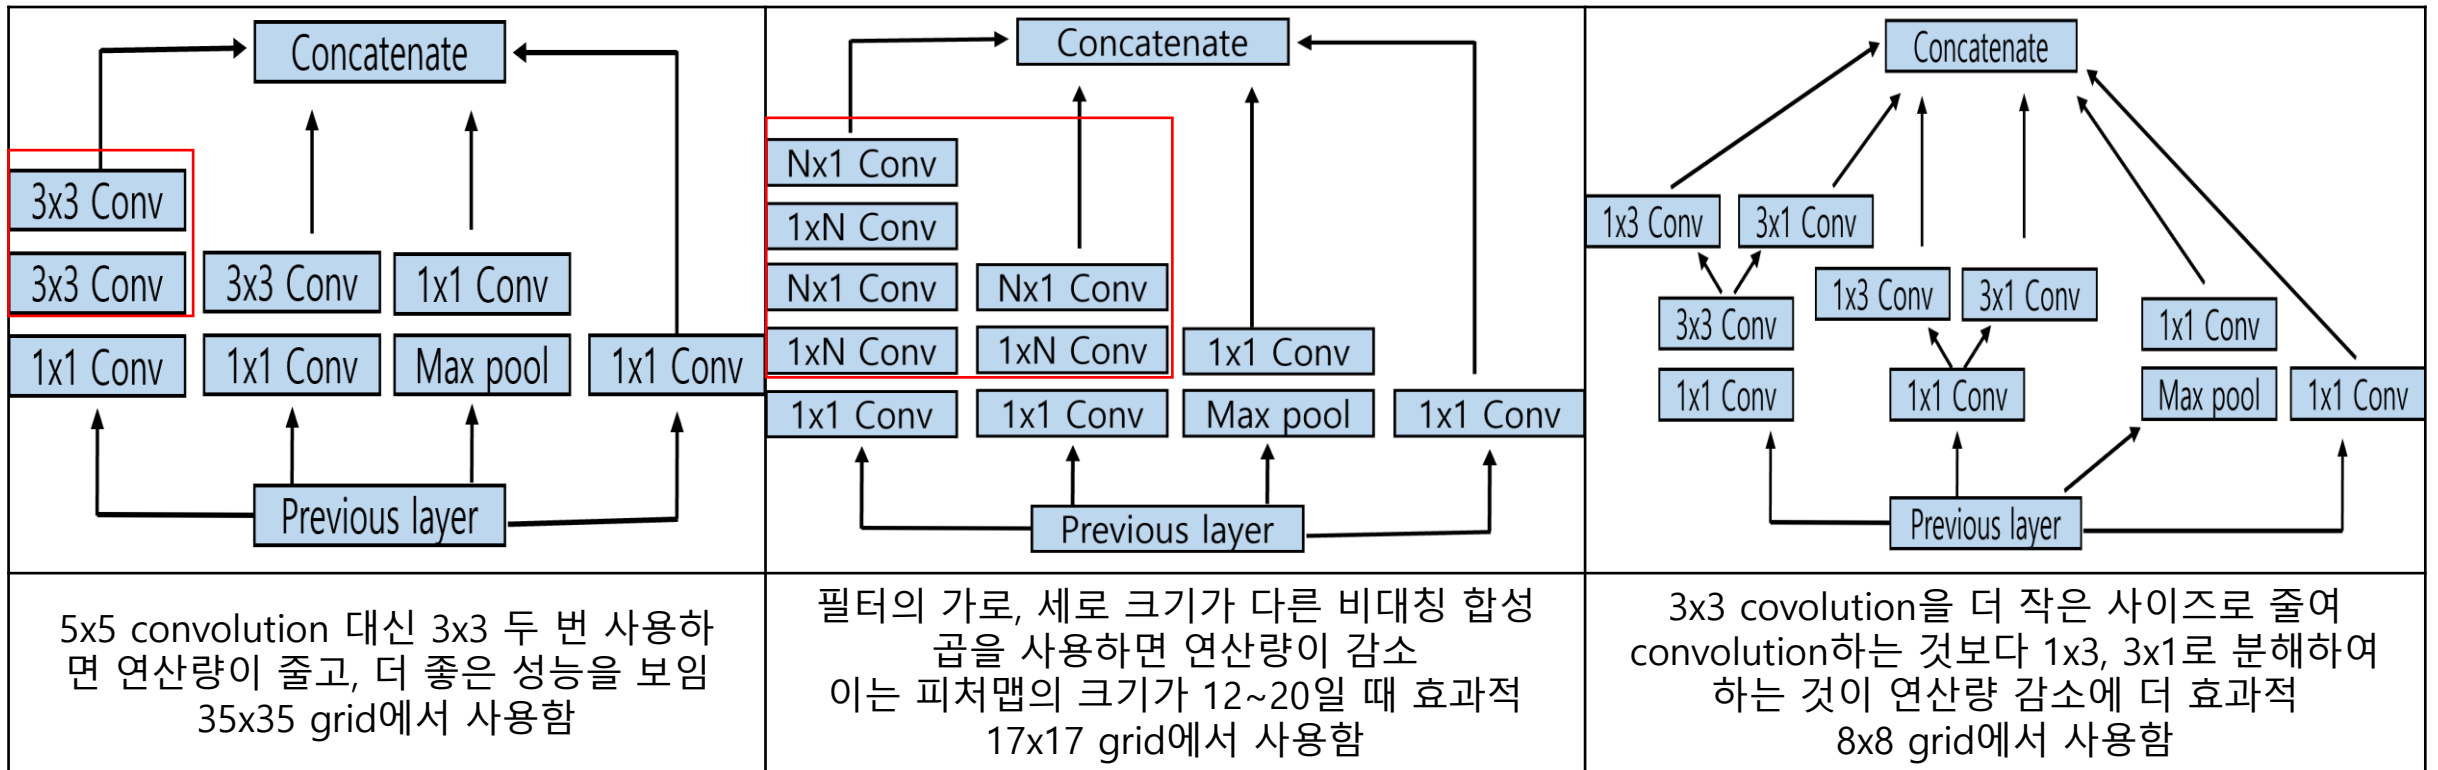 Concatenate
3x3 Conv
3x3 Conv
3x3 Conv
1x1 Conv
1x1 Conv
1x1 Conv
Max pool
1x1 Conv
Previous layer
5x5 convolution 대신 3x3 두 번 사용하
면 연산량이 줄고, 더 좋은 성능을 보임
35x35 grid에서 사용함
Concatenate
Nx1 Conv
1xN Conv
Nx1 Conv
Nx1 Conv
1xN Conv
1xN Conv
1x1 Conv
1x1 Conv
1x1 Conv
Max pool
1x1 Conv
Previous layer
필터의 가로, 세로 크기가 다른 비대칭 합성
곱을 사용하면 연산량이 감소
이는 피처맵의 크기가 12~20일 때 효과적
17x17 grid에서 사용함
Concatenate
1x3 Conv
3x1 Conv
3x3 Conv
1x3 Conv
3x1 Conv
1x1 Conv
1x1 Conv
1x1 Conv
Max pool
1x1 Conv
Previous layer
3x3 covolution을 더 작은 사이즈로 줄여
convolution하는 것보다 1x3, 3x1로 분해하여
하는 것이 연산량 감소에 더 효과적
8x8 grid에서 사용함